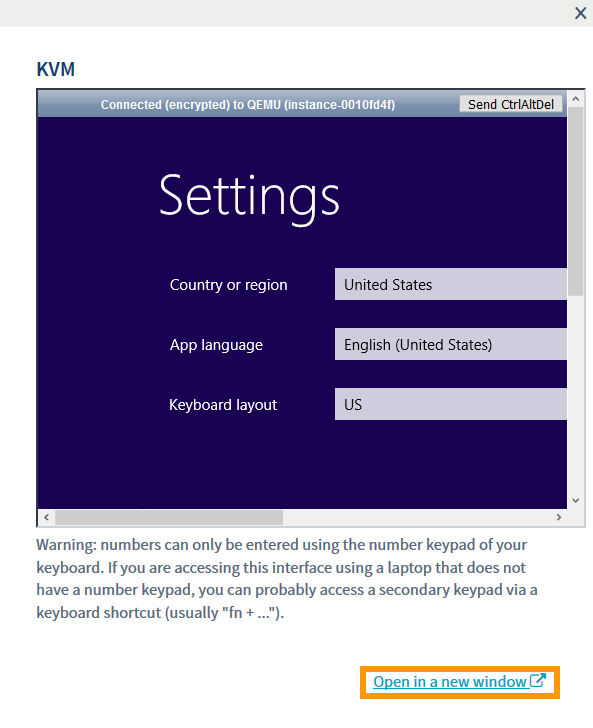 KVM
Connected (encrypted) to QEMU (instance-0010fd4f)
Send CtrlAltDel
Settings
Country or region
United States
App language
English (United States)
Keyboard layout
US
Warning: numbers can only be entered using the number keypad of your
keyboard. If you are accessing this interface using a laptop that does not
have a number keypad, you can probably access a secondary keypad via a
keyboard shortcut (usually "fn + ...").
Open in a new window